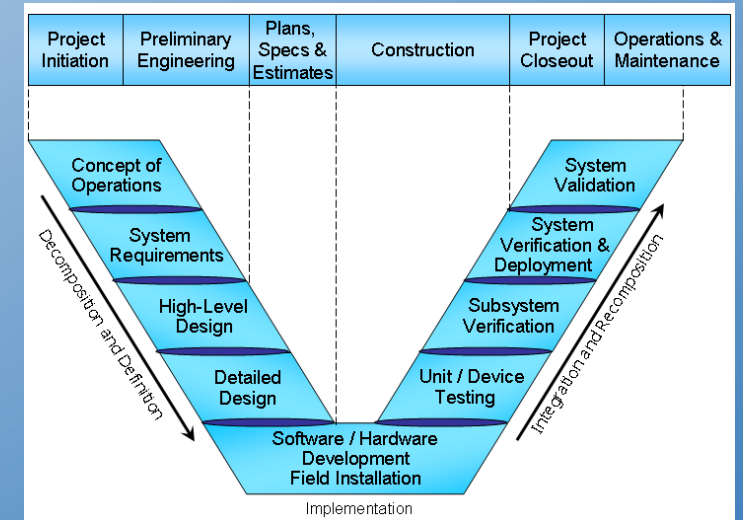 Project
Initiation
Preliminary
Engineering
Plans,
Specs &
Estimates
Construction
Project
Closeout
Operations &
Maintenance
Concept of
Operations
System
Requirements
High-Level
Design
Detailed
Design
Software / Hardware
Development
Field Installation
Implementation
Unit / Device
Testing
Subsystem
Verification
System
Verification &
Deployment
System
Validation
Decomposition and Definition
Integration and Recomposition